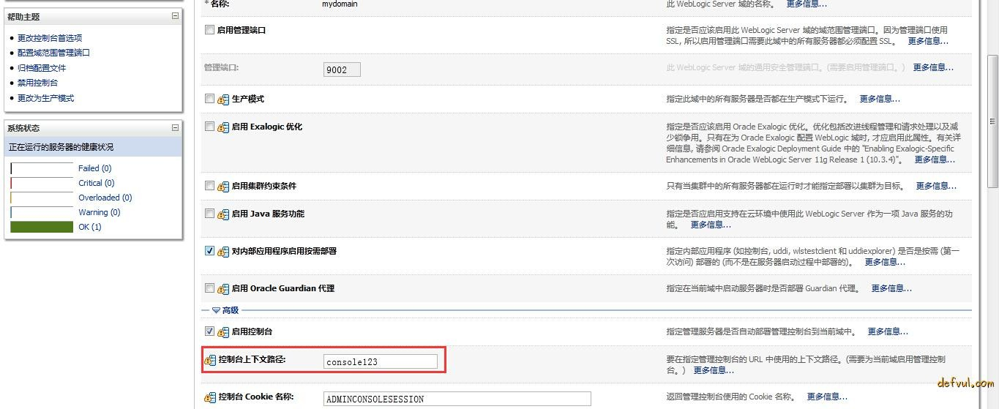 帮助主题
更改控制台首选项
配置域范围管理端口
归档配置文件
禁用控制台
更改为生产模式
系统状态
正在运行的服务器的健康状况
Failed (0)
Critical (0)
Overloaded (0)
Warning (0)
OK (1)
* 名称: mydomain 此 WebLogic Server 域的名称。 更多信息...
启用管理端口 指定是否应该启用此 WebLogic Server 域的域范围管理端口。因为管理端口使用
SSL, 所以启用管理端口需要此域中的所有服务器都必须配置 SSL。 更多信息...
管理端口: 9002 此 WebLogic Server 域的通用安全管理端口。(需要启用管理端口。) 更多信息...
生产模式 指定此域中的所有服务器是否都在生产模式下运行。 更多信息...
启用 Exalogic 优化 指定是否应该启用 Oracle Exalogic 优化。优化包括改进线程管理和请求处理以及减
少锁争用。只有在为 Oracle Exalogic 配置 WebLogic 域时, 才应启用此属性。有关详
细信息, 请参阅 Oracle Exalogic Deployment Guide 中的 "Enabling Exalogic-Specific
Enhancements in Oracle WebLogic Server 11g Release 1 (10.3.4)"。 更多信息...
启用集群约束条件 只有当集群中的所有服务器都在运行时才能指定部署以集群为目标。 更多信息...
启用 Java 服务功能 指定是否应启用支持在云环境中使用此 WebLogic Server 作为一项 Java 服务的功
能。 更多信息...
对内部应用程序启用按需部署 指定内部应用程序 (如控制台, uddi, wlstestclient 和 uddiexplorer) 是否是按需 (第一
次访问) 部署的 (而不是在服务器启动过程中部署的)。 更多信息...
启用 Oracle Guardian 代理 指定在当前域中启动服务器时是否部署 Guardian 代理。 更多信息...
高级
启用控制台 指定管理服务器是否自动部署管理控制台到当前域中。 更多信息...
控制台上下文路径: console123 要在指定管理控制台的 URL 中使用的上下文路径。(需要为当前域启用管理控制
台。) 更多信息...
控制台 Cookie 名称: ADMINCONSOLESESSION 返回管理控制台使用的 Cookie 名称。 更多信息...
defvul.com